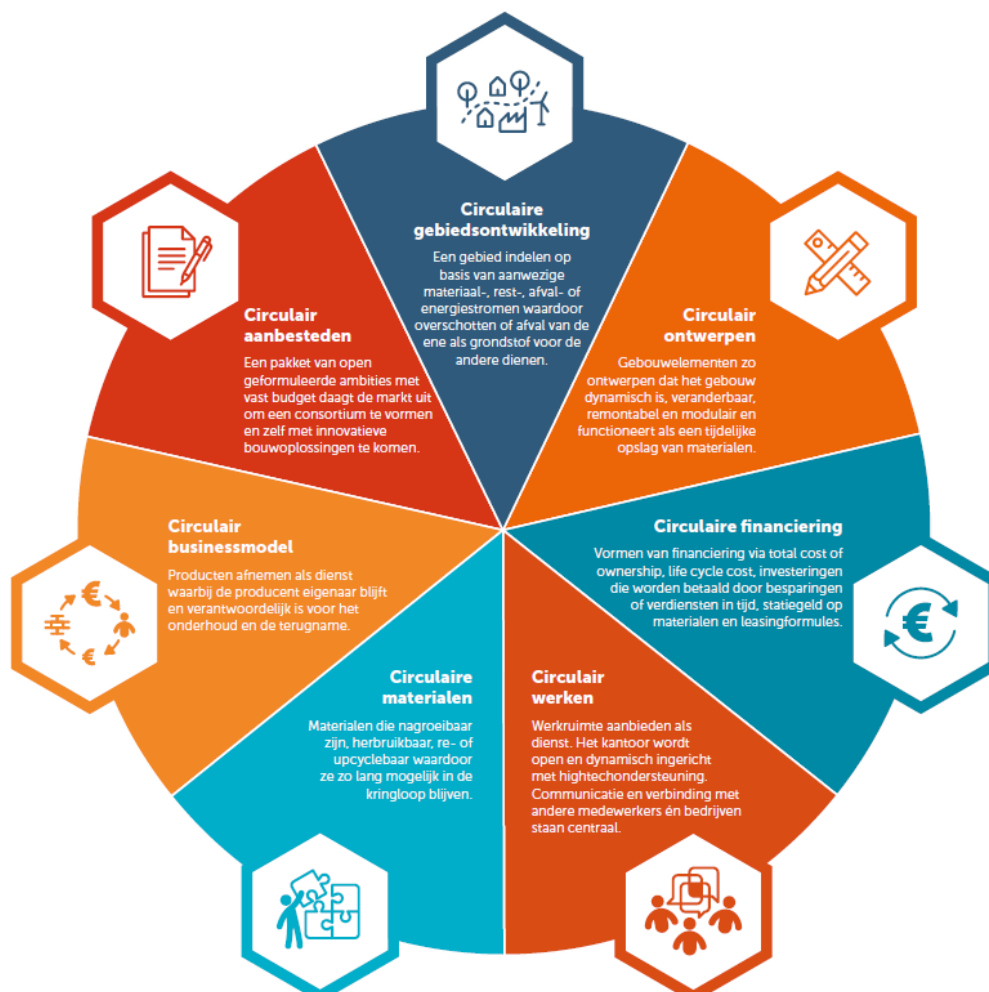 Circulaire
gebiedsontwikkeling
Een gebied indelen op
basis van aanwezige
materiaal-, rest-, afval- of
energiestromen waardoor
overschotten of afval van de
ene als grondstof voor de
andere dienen.
Circulair
ontwerpen
Gebouwelementen zo
ontwerpen dat het gebouw
dynamisch is, veranderbaar,
remontabel en modulair en
functioneert als een tijdelijke
opslag van materialen.
Circulaire financiering
Vormen van financiering via total cost of
ownership, life cycle cost, investeringen
die worden betaald door besparingen
of verdiensten in tijd, statiegeld op
materialen en leasingformules.
€
Circulair
werken
Werkruimte aanbieden als
dienst. Het kantoor wordt
open en dynamisch ingericht
met hightechondersteuning.
Communicatie en verbinding met
andere medewerkers én bedrijven
staan centraal.
Circulaire
materialen
Materialen die nagroeibaar
zijn, herbruikbaar, re- of
upcyclebaar waardoor
ze zo lang mogelijk in de
kringloop blijven.
Circulair
businessmodel
Producten afnemen als dienst
waarbij de producent eigenaar blijft
en verantwoordelijk is voor het
onderhoud en de terugname.
€
€
Circulair
aanbesteden
Een pakket van open
geformuleerde ambities met
vast budget daagt de markt uit
om een consortium te vormen
en zelf met innovatieve
bouwoplossingen te komen.